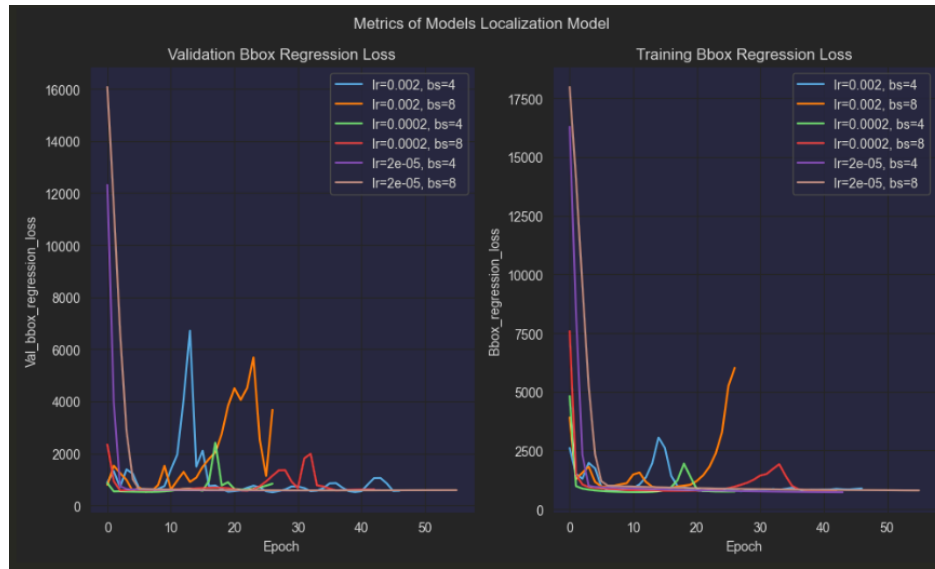 Metrics of Models Localization Model
Validation Bbox Regression Loss
Val_bbox_regression_loss
16000
14000
12000
10000
8000
6000
4000
2000
0
lr=0.002, bs=4
lr=0.002, bs=8
lr=0.0002, bs=4
lr=0.0002, bs=8
lr=2e-05, bs=4
lr=2e-05, bs=8
0 10 20 30 40 50
Epoch
Training Bbox Regression Loss
Bbox_regression_loss
17500
15000
12500
10000
7500
5000
2500
0
lr=0.002, bs=4
lr=0.002, bs=8
lr=0.0002, bs=4
lr=0.0002, bs=8
lr=2e-05, bs=4
lr=2e-05, bs=8
0 10 20 30 40 50
Epoch